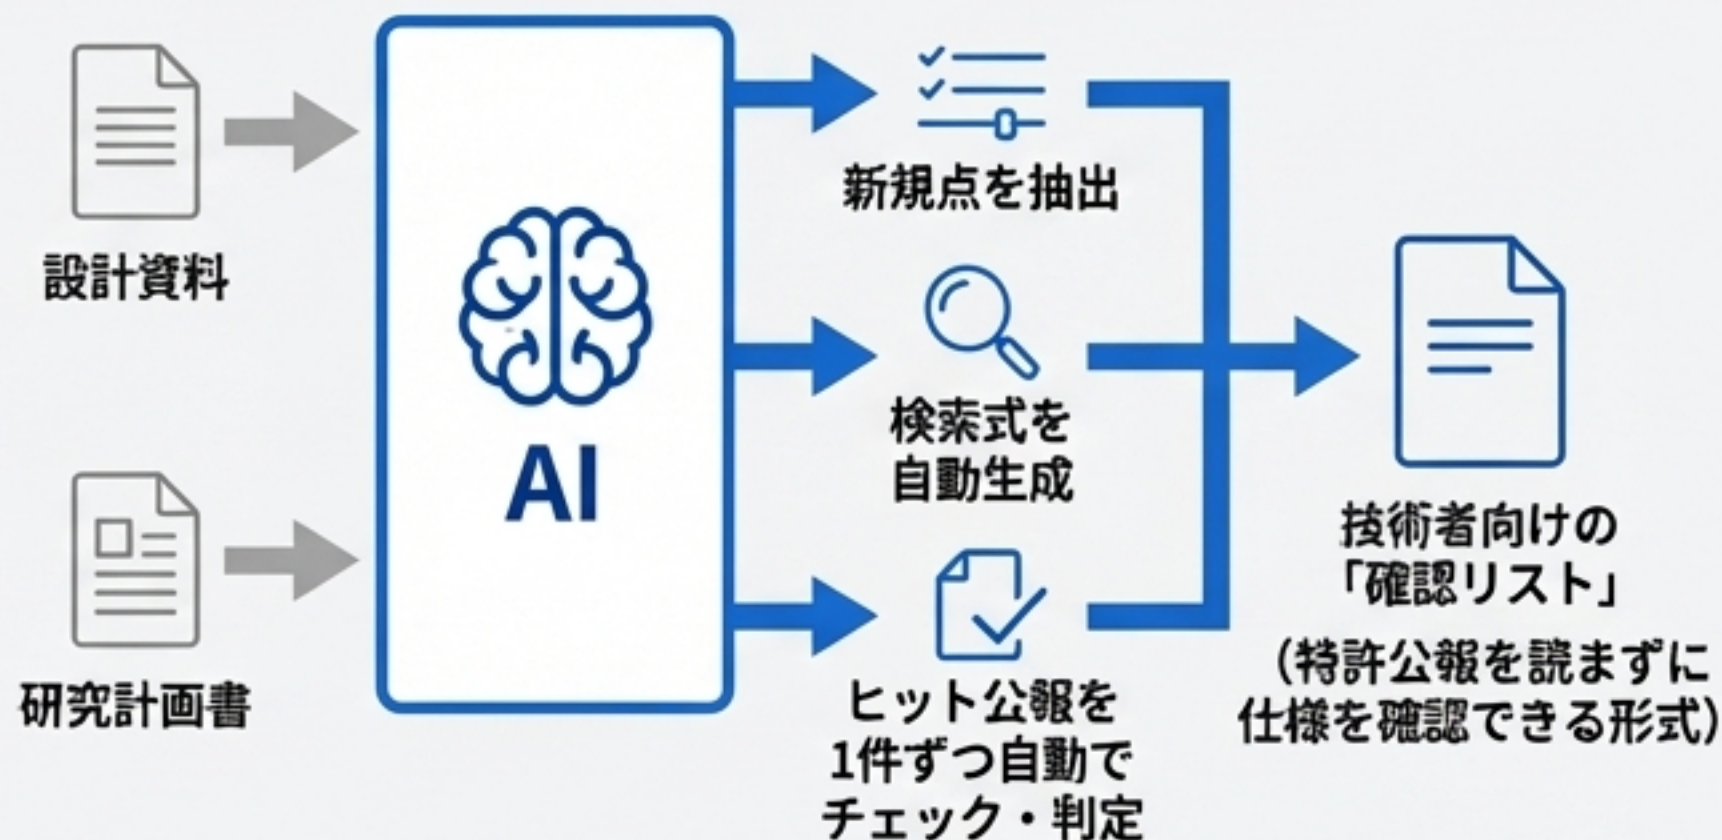 設計資料
研究計画書
AI
新規点を抽出
検索式を
自動生成
ヒット公報を
1件ずつ自動で
チェック・判定
技術者向けの
「確認リスト」
（特許公報を読まずに
仕様を確認できる形式）